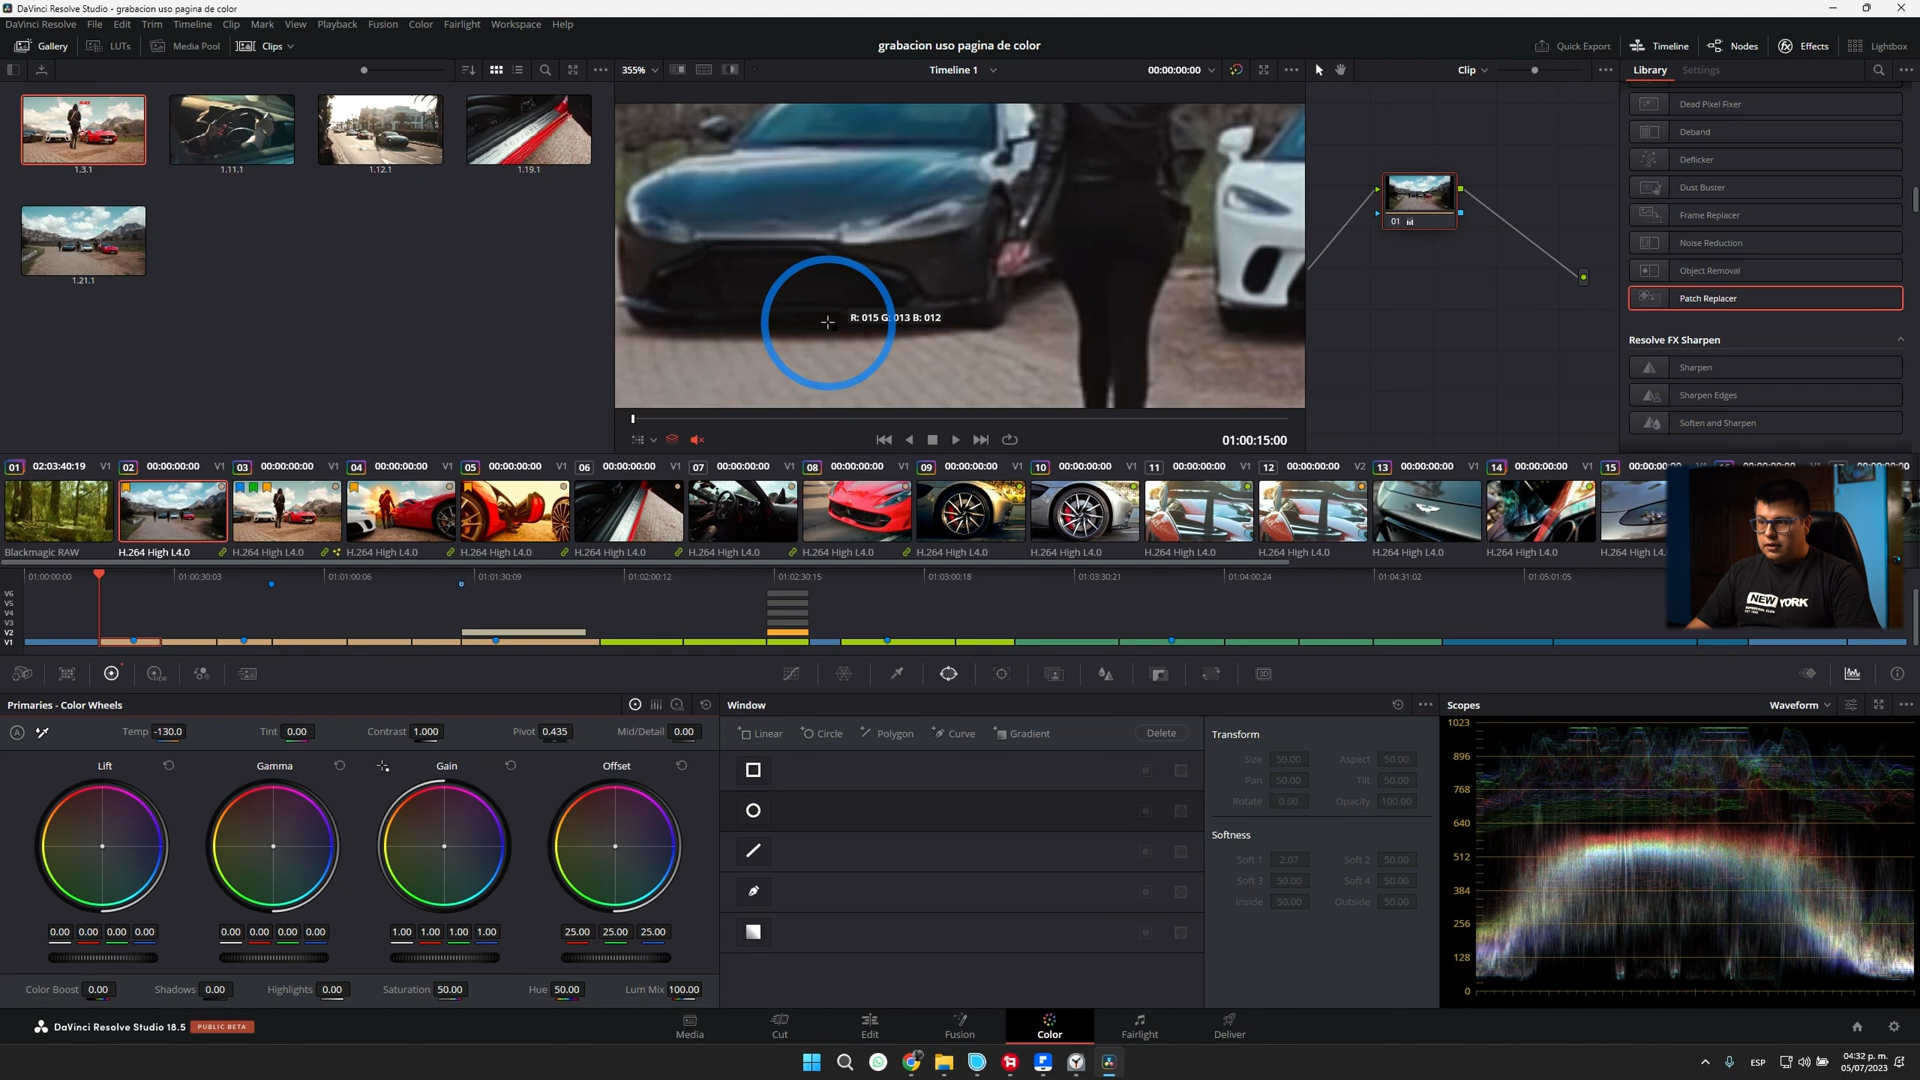 DaVinci Resolve Studio - grabacion uso pagina de color
DaVinci Resolve File Edit Trim Timeline Clip Mark View Playback Fusion Color Fairlight Workspace Help
Gallery LUTs Media Pool Clips grabacion uso pagina de color Quick Export Timeline Nodes Effects Lightbox
355% Timeline 1 00:00:00:00 Clip Library Settings
1.3.1 1.11.1 1.12.1 1.19.1
1.21.1
R: 015 G: 013 B: 012
01
Dead Pixel Fixer
Deband
Deflicker
Dust Buster
Frame Replacer
Noise Reduction
Object Removal
Patch Replacer
Resolve FX Sharpen
Sharpen
Sharpen Edges
Soften and Sharpen
01:00:15:00
01 02:03:40:19 V1 02 00:00:00:00 V1 03 00:00:00:00 V1 04 00:00:00:00 V1 05 00:00:00:00 V1 06 00:00:00:00 V1 07 00:00:00:00 V1 08 00:00:00:00 V1 09 00:00:00:00 V1 10 00:00:00:00 V1 11 00:00:00:00 V1 12 00:00:00:00 V2 13 00:00:00:00 V1 14 00:00:00:00 V1 15
Blackmagic RAW H.264 High L4.0 H.264 High L4.0 H.264 High L4.0 H.264 High L4.0 H.264 High L4.0 H.264 High L4.0 H.264 High L4.0 H.264 High L4.0 H.264 High L4.0 H.264 High L4.0 H.264 High L4.0 H.264 High L4.0 H.264 High L4.0
01:00:00:00 01:00:30:03 01:01:00:06 01:01:30:09 01:02:00:12 01:02:30:15 01:03:00:18 01:03:30:21 01:04:00:24 01:04:31:02 01:05:01:05
V6
V5
V4
V3
V2
V1
NEW YORK
Primaries - Color Wheels
Temp -130.0 Tint 0.00 Contrast 1.000 Pivot 0.435 Mid/Detail 0.00
Lift Gamma Gain Offset
0.00 0.00 0.00 0.00 0.00 0.00 0.00 0.00 1.00 1.00 1.00 1.00 25.00 25.00 25.00
Color Boost 0.00 Shadows 0.00 Highlights 0.00 Saturation 50.00 Hue 50.00 Lum Mix 100.00
Window
Linear Circle Polygon Curve Gradient Delete
Transform
Size 50.00 Aspect 50.00
Pan 50.00 Tilt 50.00
Rotate 0.00 Opacity 100.00
Softness
Soft 1 2.07 Soft 2 50.00
Soft 3 50.00 Soft 4 50.00
Inside 50.00 Outside 50.00
Scopes Waveform
1023
896
768
640
512
384
256
128
0
DaVinci Resolve Studio 18.5 PUBLIC BETA
Media Cut Edit Fusion Color Fairlight Deliver
ESP
04:32 p. m.
05/07/2023